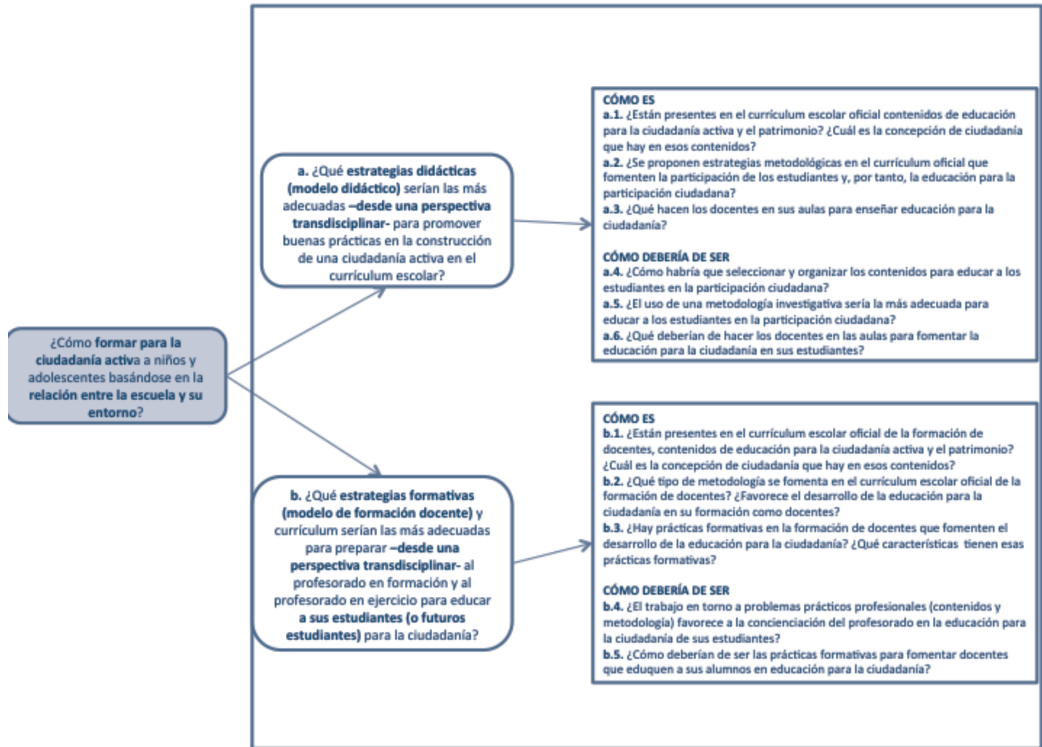 ¿Cómo formar para la
ciudadanía activa a niños y
adolescentes basándose en la
relación entre la escuela y su
entorno?
a. ¿Qué estrategias didácticas
(modelo didáctico) serían las más
adecuadas –desde una perspectiva
transdisciplinar- para promover
buenas prácticas en la construcción
de una ciudadanía activa en el
currículum escolar?
CÓMO ES
a.1. ¿Están presentes en el currículum escolar oficial contenidos de educación
para la ciudadanía activa y el patrimonio? ¿Cuál es la concepción de ciudadanía
que hay en esos contenidos?
a.2. ¿Se proponen estrategias metodológicas en el currículum oficial que
fomenten la participación de los estudiantes y, por tanto, la educación para la
participación ciudadana?
a.3. ¿Qué hacen los docentes en sus aulas para enseñar educación para la
ciudadanía?
CÓMO DEBERÍA DE SER
a.4. ¿Cómo habría que seleccionar y organizar los contenidos para educar a los
estudiantes en la participación ciudadana?
a.5. ¿El uso de una metodología investigativa sería la más adecuada para
educar a los estudiantes en la participación ciudadana?
a.6. ¿Qué deberían de hacer los docentes en las aulas para fomentar la
educación para la ciudadanía en sus estudiantes?
b. ¿Qué estrategias formativas
(modelo de formación docente) y
currículum serían las más adecuadas
para preparar –desde una
perspectiva transdisciplinar- al
profesorado en formación y al
profesorado en ejercicio para educar
a sus estudiantes (o futuros
estudiantes) para la ciudadanía?
CÓMO ES
b.1. ¿Están presentes en el currículum escolar oficial de la formación de
docentes, contenidos de educación para la ciudadanía activa y el patrimonio?
¿Cuál es la concepción de ciudadanía que hay en esos contenidos?
b.2. ¿Qué tipo de metodología se fomenta en el currículum escolar oficial de la
formación de docentes? ¿Favorece el desarrollo de la educación para la
ciudadanía en su formación como docentes?
b.3. ¿Hay prácticas formativas en la formación de docentes que fomenten el
desarrollo de la educación para la ciudadanía? ¿Qué características tienen esas
prácticas formativas?
CÓMO DEBERÍA DE SER
b.4. ¿El trabajo en torno a problemas prácticos profesionales (contenidos y
metodología) favorece a la concienciación del profesorado en la educación para
la ciudadanía de sus estudiantes?
b.5. ¿Cómo deberían de ser las prácticas formativas para fomentar docentes
que eduquen a sus alumnos en educación para la ciudadanía?